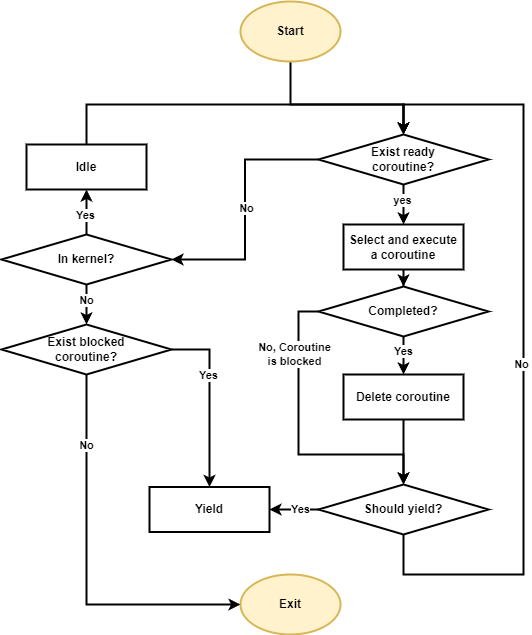 Start
Idle
Exist ready
coroutine?
Yes
No
yes
In kernel?
Select and execute
a coroutine
No
Completed?
Exist blocked
coroutine?
No, Coroutine
is blocked
Yes
No
Yes
Delete coroutine
No
Yield
Yes
Should yield?
Exit